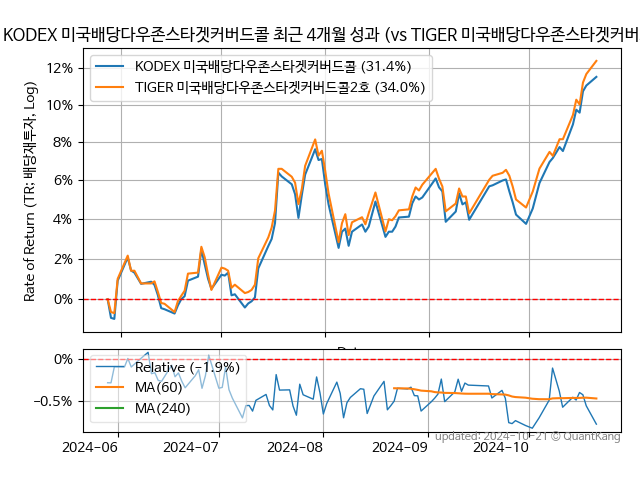 KODEX 미국배당다우존스타겟커버드콜 최근 4개월 성과 (vs TIGER 미국배당다우존스타겟커버
KODEX 미국배당다우존스타겟커버드콜 (31.4%)
TIGER 미국배당다우존스타겟커버드콜2호 (34.0%)
Rate of Return (TR: 배당재투자, Log)
12%
10%
8%
6%
4%
2%
0%
Relative (−1.9%)
MA(60)
MA(240)
0%
−0.5%
2024−06
2024−07
2024−08
2024−09
2024−10
updated: 2024−10−21 © QuantKang